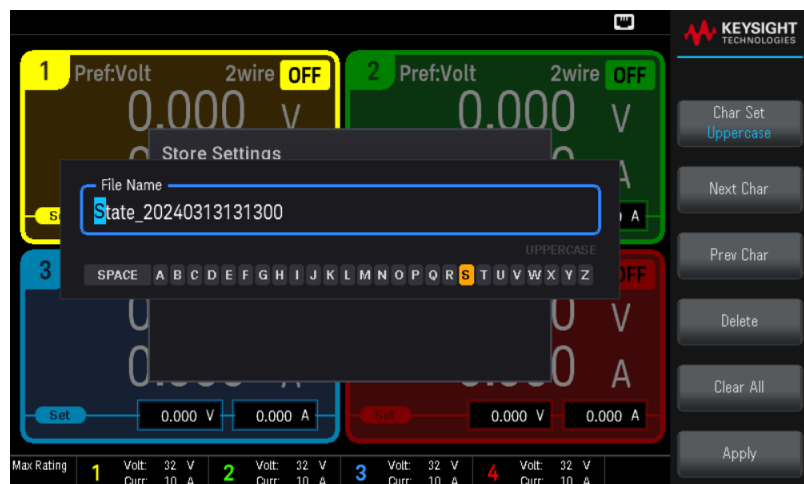 KEYSIGHT
TECHNOLOGIES
1 Pref:Volt 2wire OFF
0.000 V
2 Pref:Volt 2wire OFF
0.000 V
A
Store Settings
File Name
State_20240313131300
UPPERCASE
SPACE A B C D E F G H I J K L M N O P Q R S T U V W X Y Z
A
3
OFF
V
A
Set 0.000 V 0.000 A
Set 0.000 V 0.000 A
Max Rating
1 Volt: 32 V
Curr: 10 A
2 Volt: 32 V
Curr: 10 A
3 Volt: 32 V
Curr: 10 A
4 Volt: 32 V
Curr: 10 A
Char Set
Uppercase
Next Char
Prev Char
Delete
Clear All
Apply